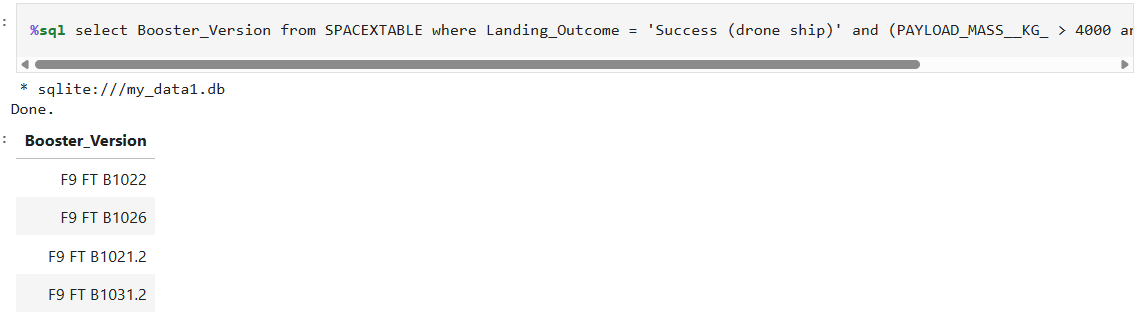 :
%sql select Booster_Version from SPACEXTABLE where Landing_Outcome = 'Success (drone ship)' and (PAYLOAD_MASS__KG_ > 4000 an
* sqlite:///my_data1.db
Done.
:
Booster_Version
F9 FT B1022
F9 FT B1026
F9 FT B1021.2
F9 FT B1031.2